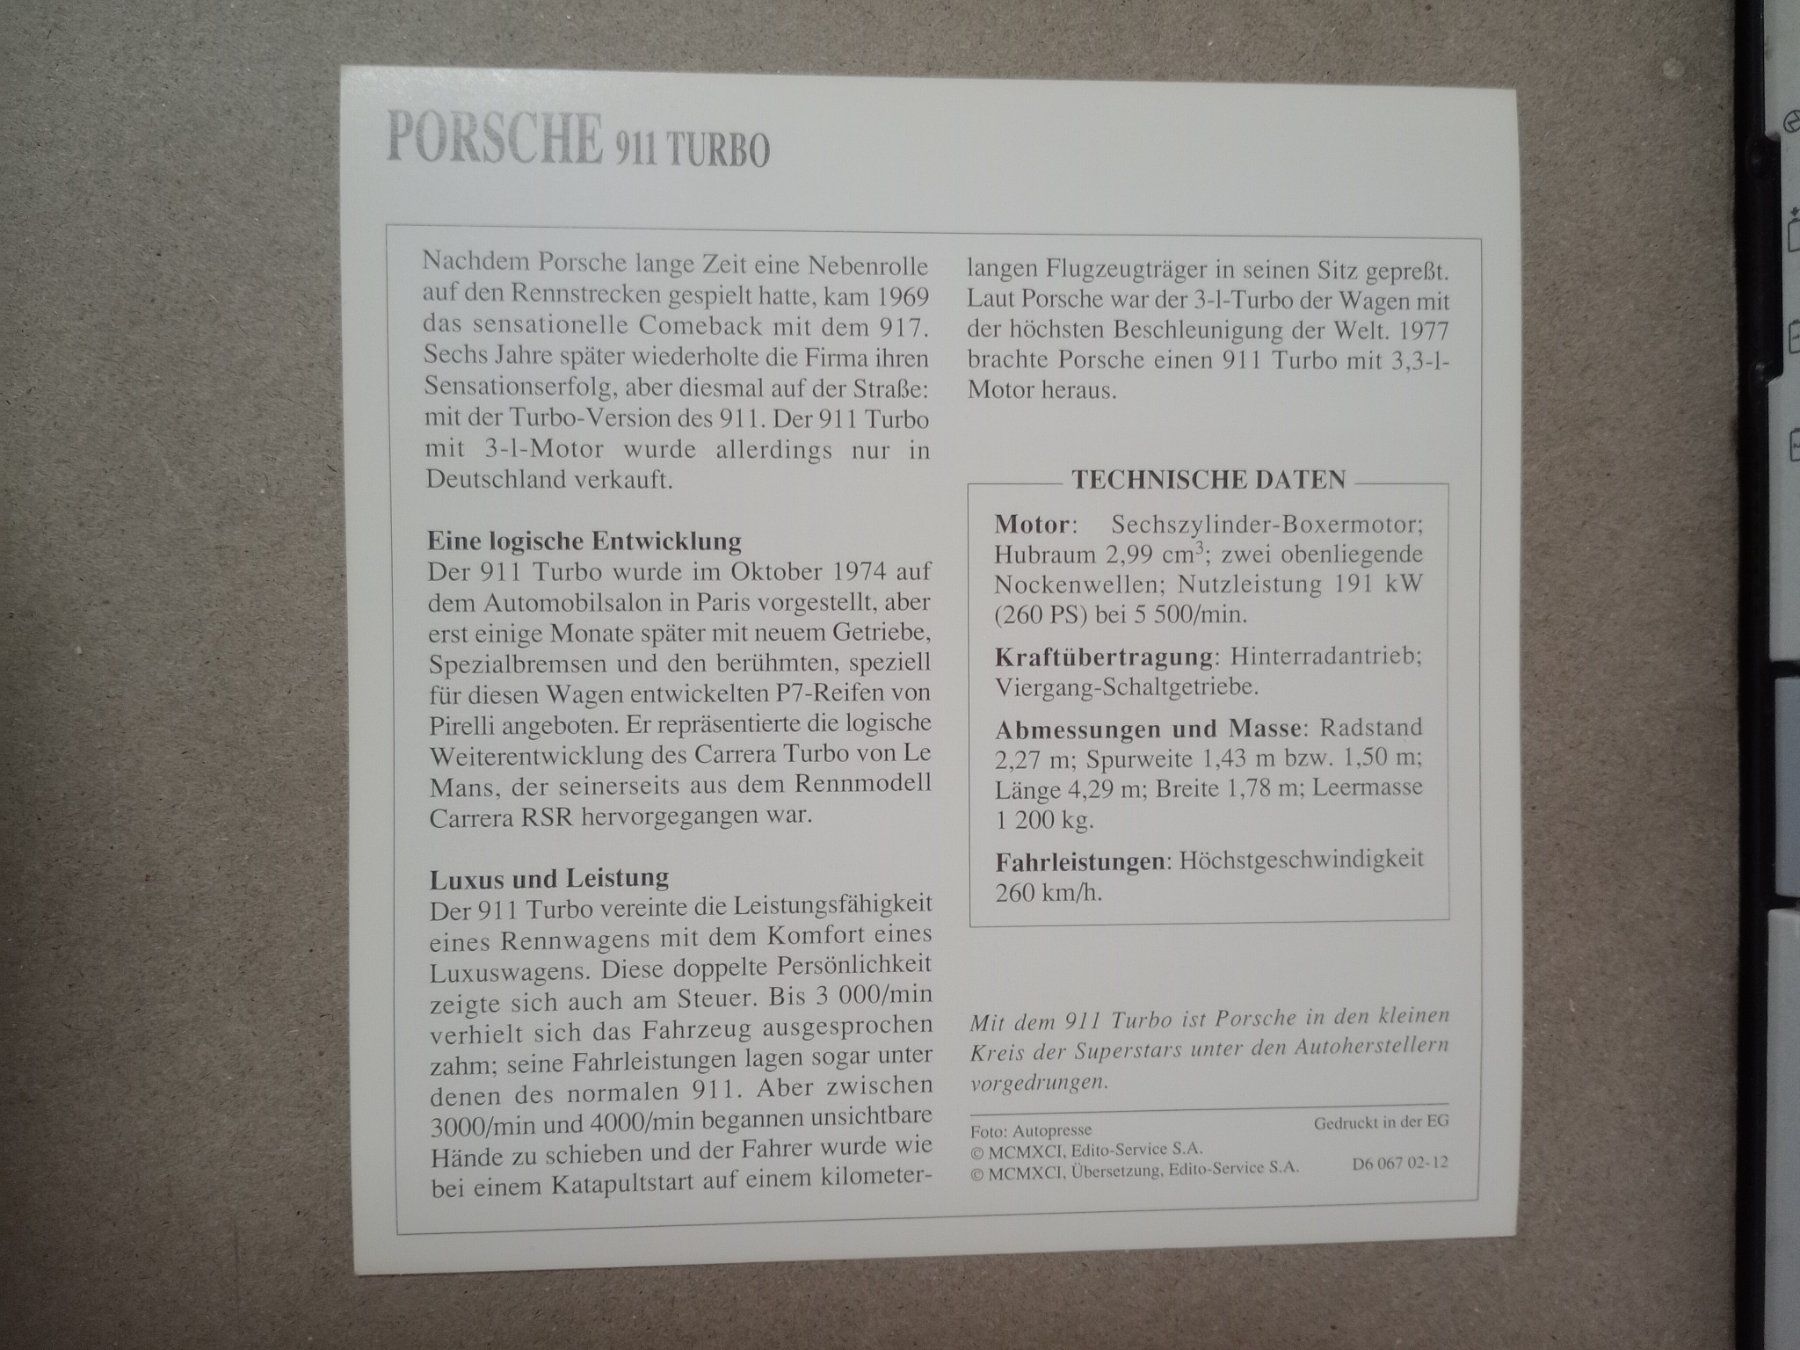 PORSCHE 911 TURBO
Nachdem Porsche lange Zeit eine Nebenrolle
auf den Rennstrecken gespielt hatte, kam 1969
das sensationelle Comeback mit dem 917.
Sechs Jahre später wiederholte die Firma ihren
Sensationserfolg, aber diesmal auf der Straße:
mit der Turbo-Version des 911. Der 911 Turbo
mit 3-l-Motor wurde allerdings nur in
Deutschland verkauft.
Eine logische Entwicklung
Der 911 Turbo wurde im Oktober 1974 auf
dem Automobilsalon in Paris vorgestellt, aber
erst einige Monate später mit neuem Getriebe,
Spezialbremsen und den berühmten, speziell
für diesen Wagen entwickelten P7-Reifen von
Pirelli angeboten. Er repräsentierte die logische
Weiterentwicklung des Carrera Turbo von Le
Mans, der seinerseits aus dem Rennmodell
Carrera RSR hervorgegangen war.
Luxus und Leistung
Der 911 Turbo vereinte die Leistungsfähigkeit
eines Rennwagens mit dem Komfort eines
Luxuswagens. Diese doppelte Persönlichkeit
zeigte sich auch am Steuer. Bis 3 000/min
verhielt sich das Fahrzeug ausgesprochen
zahm; seine Fahrleistungen lagen sogar unter
denen des normalen 911. Aber zwischen
3000/min und 4000/min begannen unsichtbare
Hände zu schieben und der Fahrer wurde wie
bei einem Katapultstart auf einem kilometer-
langen Flugzeugträger in seinen Sitz gepreßt.
Laut Porsche war der 3-l-Turbo der Wagen mit
der höchsten Beschleunigung der Welt. 1977
brachte Porsche einen 911 Turbo mit 3,3-l-
Motor heraus.
TECHNISCHE DATEN
Motor: Sechszylinder-Boxermotor;
Hubraum 2,99 cm³; zwei obenliegende
Nockenwellen; Nutzleistung 191 kW
(260 PS) bei 5 500/min.
Kraftübertragung: Hinterradantrieb;
Viergang-Schaltgetriebe.
Abmessungen und Masse: Radstand
2,27 m; Spurweite 1,43 m bzw. 1,50 m;
Länge 4,29 m; Breite 1,78 m; Leermasse
1 200 kg.
Fahrleistungen: Höchstgeschwindigkeit
260 km/h.
Mit dem 911 Turbo ist Porsche in den kleinen
Kreis der Superstars unter den Autoherstellern
vorgedrungen.
Foto: Autopresse Gedruckt in der EG
© MCMXCI, Edito-Service S.A.
© MCMXCI, Übersetzung, Edito-Service S.A. D6 067 02-12